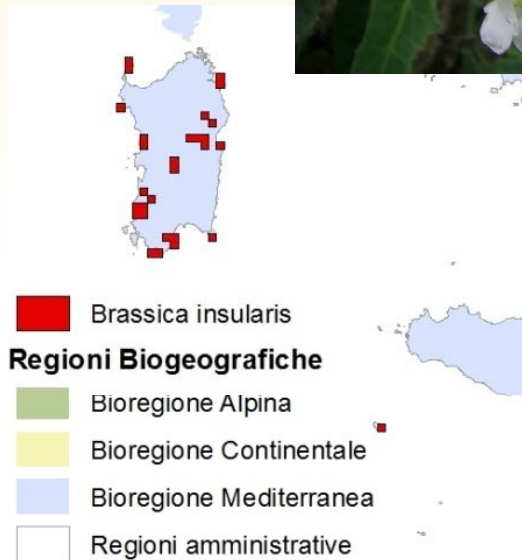 Brassica insularis
Regioni Biogeografiche
Bioregione Alpina
Bioregione Continentale
Bioregione Mediterranea
Regioni amministrative